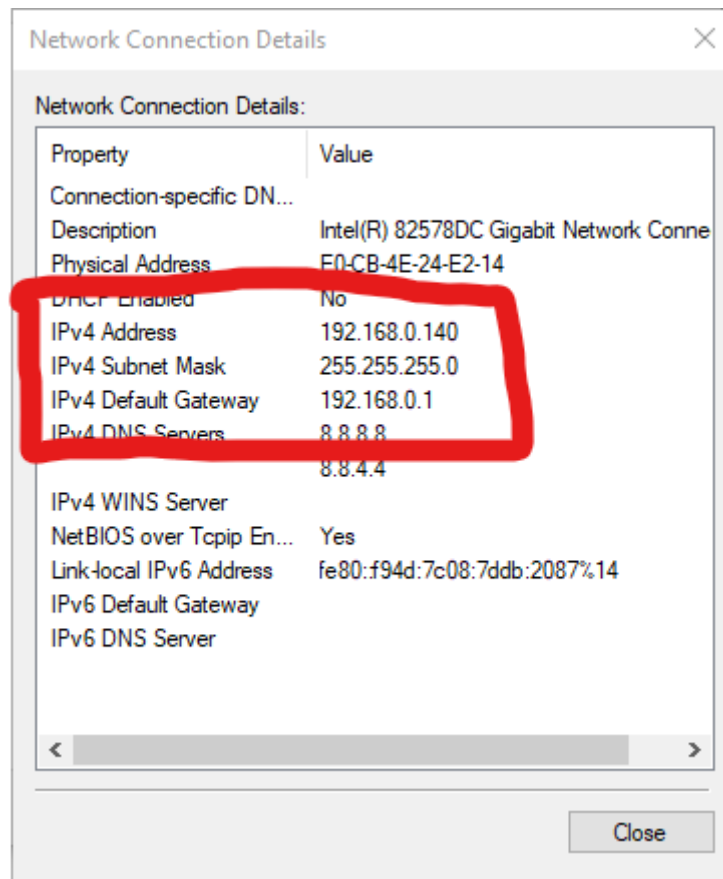 Network Connection Details
Network Connection Details:
Property Value
Connection-specific DN...
Description Intel(R) 82578DC Gigabit Network Conne
Physical Address E0-CB-4E-24-E2-14
DHCP Enabled No
IPv4 Address 192.168.0.140
IPv4 Subnet Mask 255.255.255.0
IPv4 Default Gateway 192.168.0.1
IPv4 DNS Servers 8.8.8.8
8.8.4.4
IPv4 WINS Server
NetBIOS over Tcpip En... Yes
Link-local IPv6 Address fe80::f94d:7c08:7ddb:2087%14
IPv6 Default Gateway
IPv6 DNS Server
Close